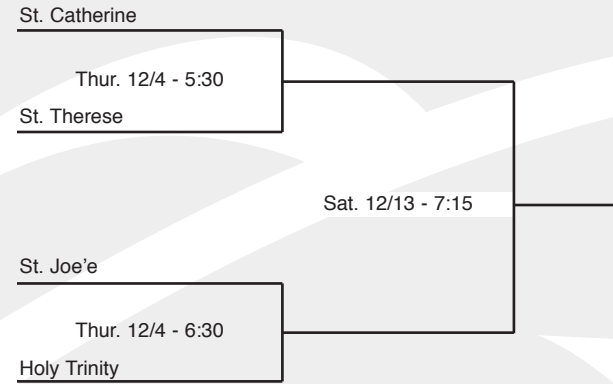 St. Catherine
Thur. 12/4 - 5:30
St. Therese
Sat. 12/13 - 7:15
St. Joe'e
Thur. 12/4 - 6:30
Holy Trinity